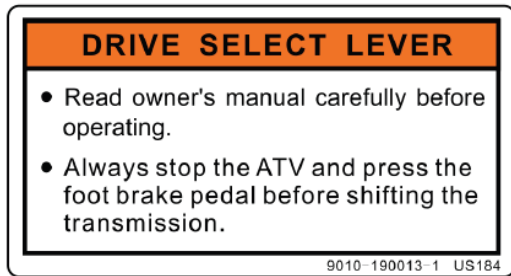 DRIVE SELECT LEVER
● Read owner's manual carefully before
operating.
● Always stop the ATV and press the
foot brake pedal before shifting the
transmission.
9010-190013-1 US184